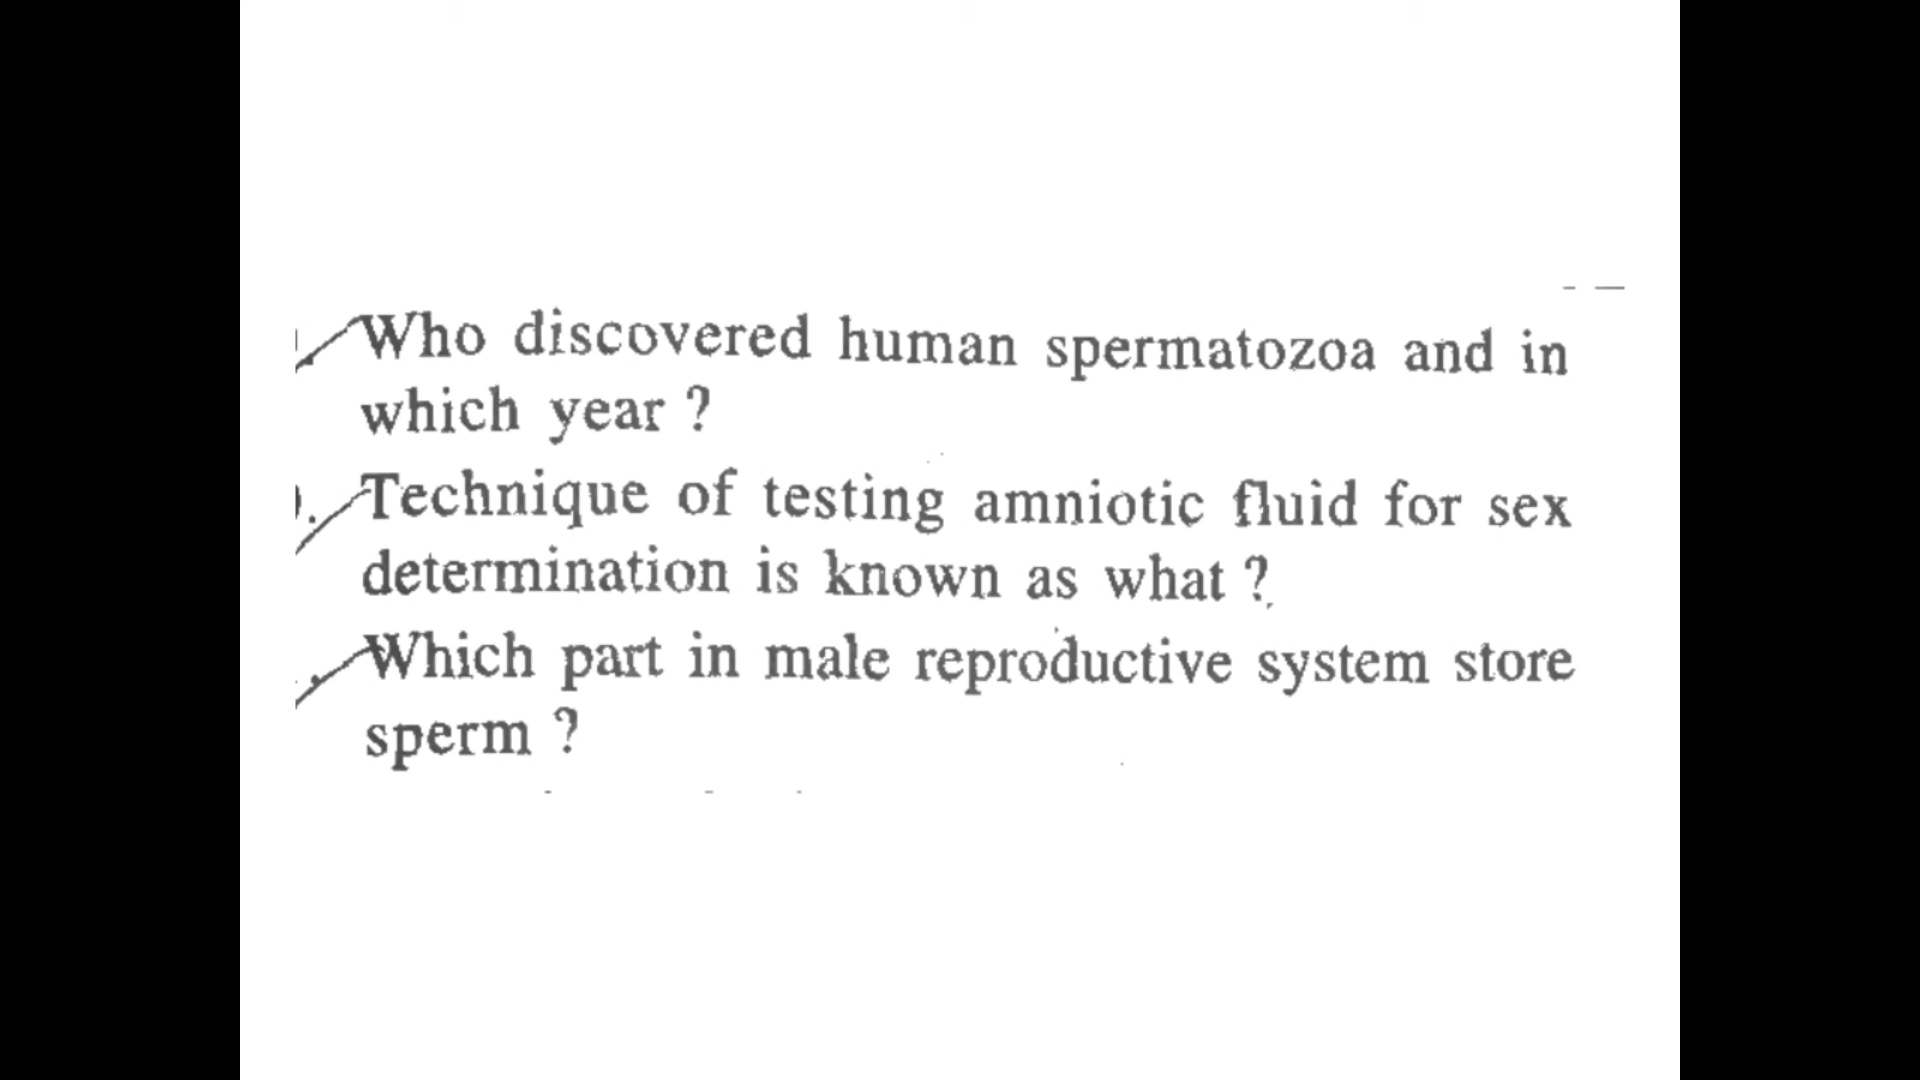 Who discovered human spermatozoa and in
which year ?
Technique of testing amniotic fluid for sex
determination is known as what ?
Which part in male reproductive system store
sperm ?